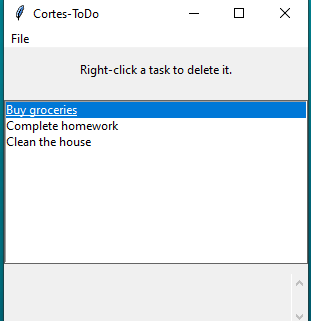 Cortes-ToDo
File
Right-click a task to delete it.
Buy groceries
Complete homework
Clean the house